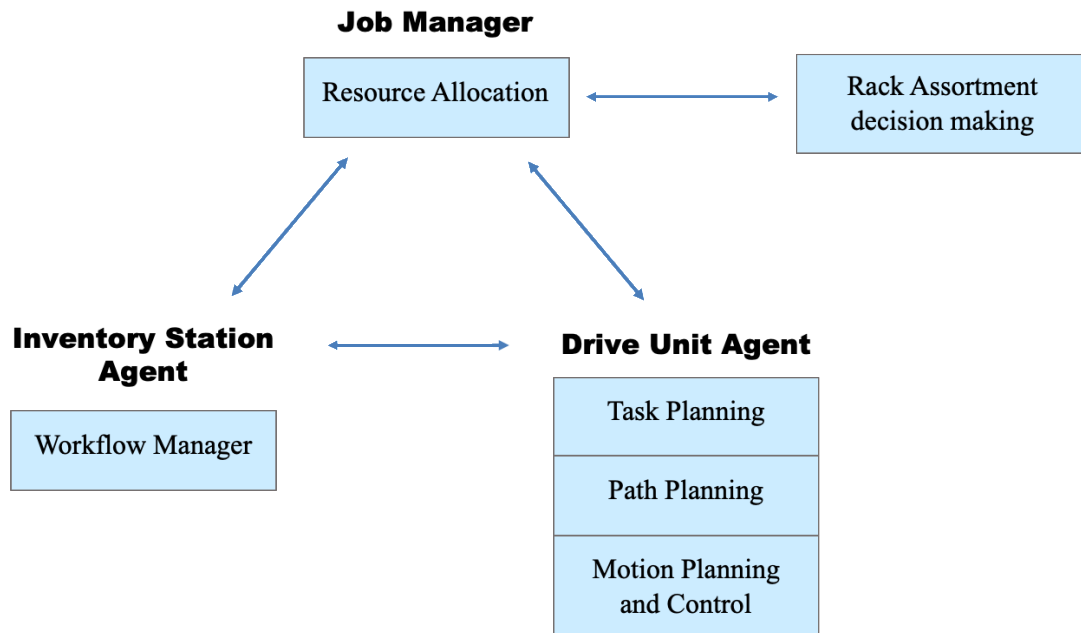 Job Manager
Resource Allocation
Rack Assortment
decision making
Inventory Station
Agent
Workflow Manager
Drive Unit Agent
Task Planning
Path Planning
Motion Planning
and Control